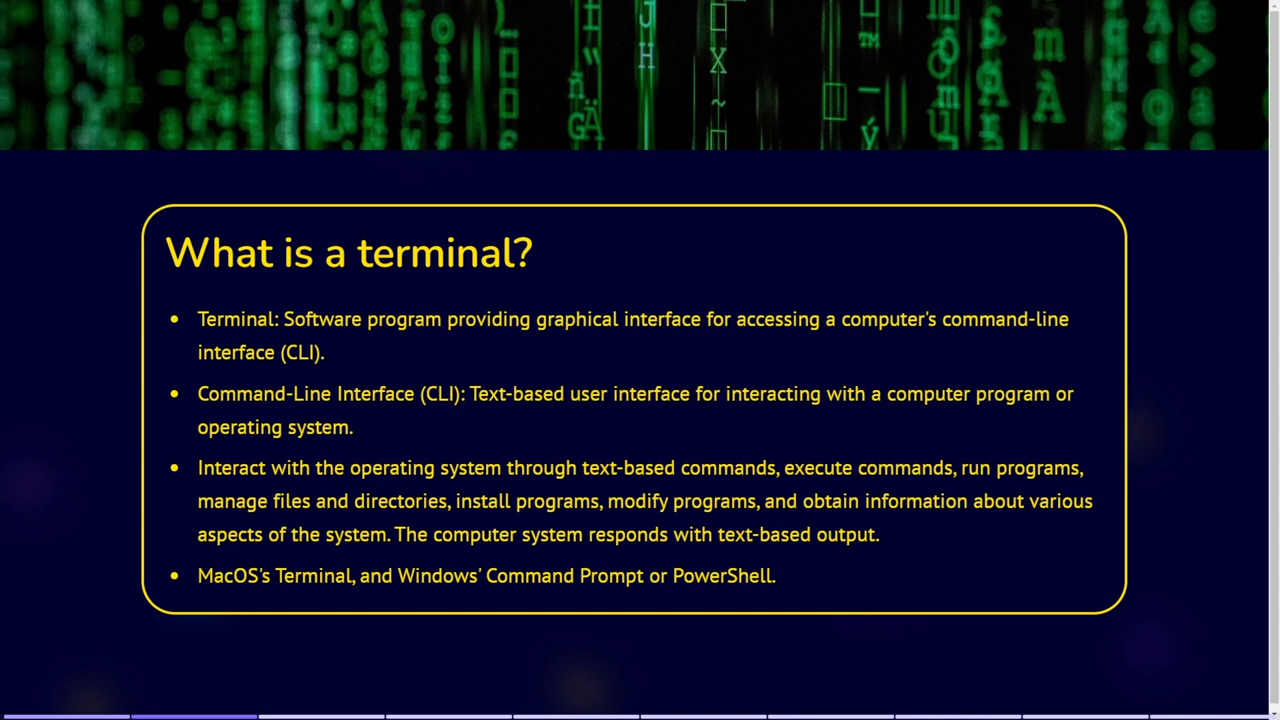 What is a terminal?
Terminal: Software program providing graphical interface for accessing a computer's command-line
interface (CLI).
Command-Line Interface (CLI): Text-based user interface for interacting with a computer program or
operating system.
Interact with the operating system through text-based commands, execute commands, run programs,
manage files and directories, install programs, modify programs, and obtain information about various
aspects of the system. The computer system responds with text-based output.
MacOS's Terminal, and Windows' Command Prompt or PowerShell.